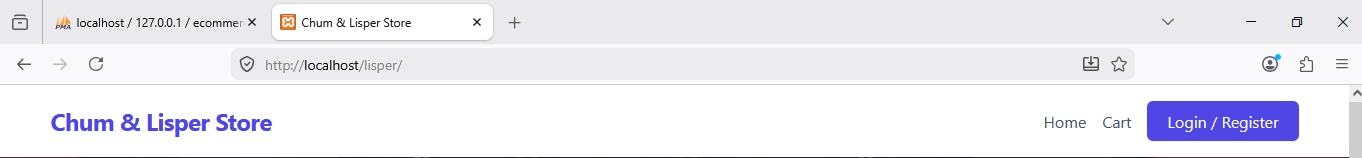 localhost / 127.0.0.1 / ecommer
Chum & Lisper Store
http://localhost/lisper/
Chum & Lisper Store
Home
Cart
Login / Register